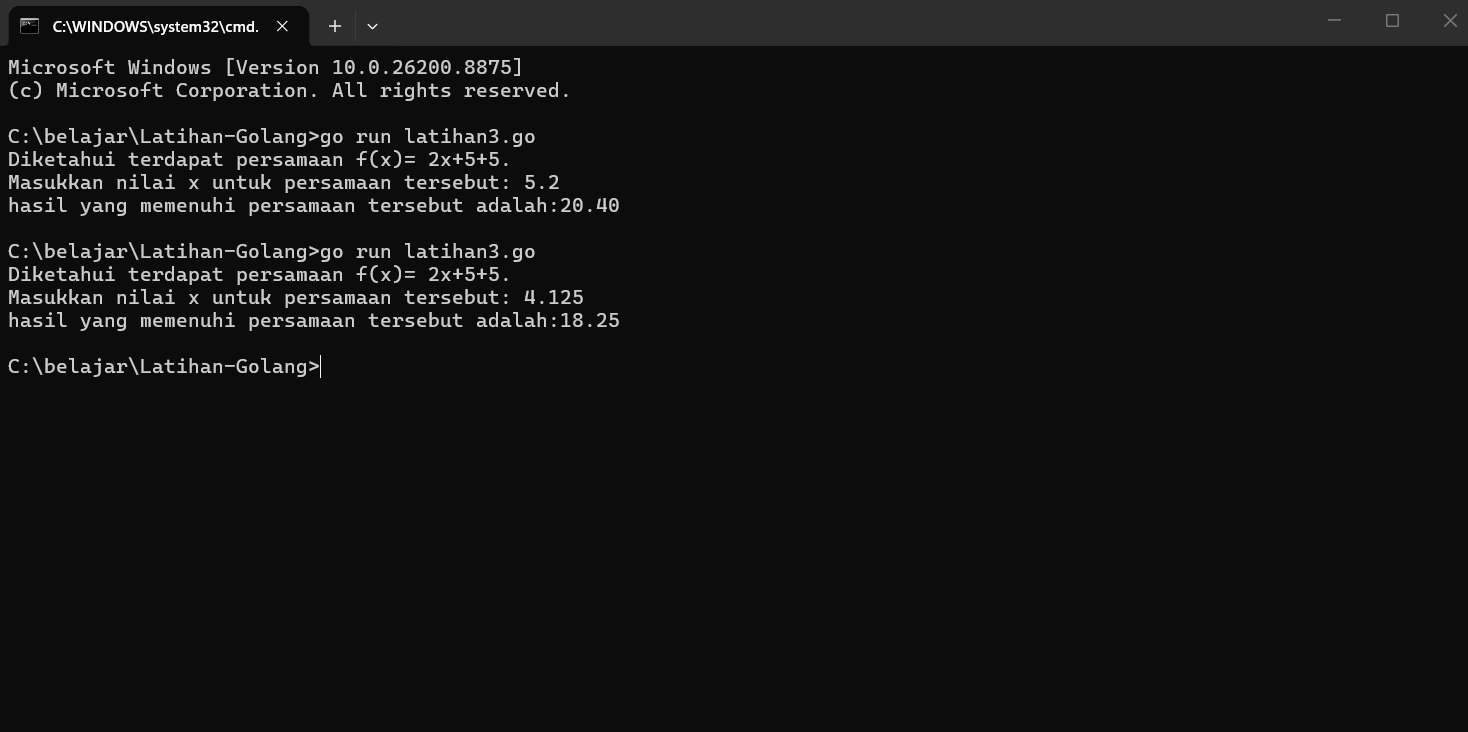 C:\WINDOWS\system32\cmd.
Microsoft Windows [Version 10.0.26200.8875]
(c) Microsoft Corporation. All rights reserved.
C:\belajar\Latihan-Golang>go run latihan3.go
Diketahui terdapat persamaan f(x)= 2x+5+5.
Masukkan nilai x untuk persamaan tersebut: 5.2
hasil yang memenuhi persamaan tersebut adalah:20.40
C:\belajar\Latihan-Golang>go run latihan3.go
Diketahui terdapat persamaan f(x)= 2x+5+5.
Masukkan nilai x untuk persamaan tersebut: 4.125
hasil yang memenuhi persamaan tersebut adalah:18.25
C:\belajar\Latihan-Golang>